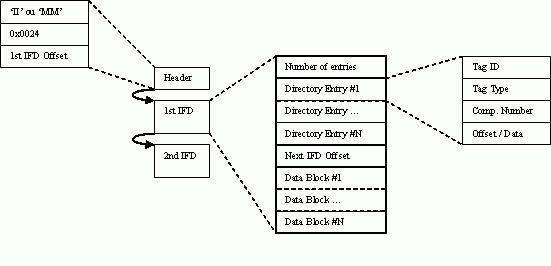 'II' ou 'MM'
0x0024
1st IFD Offset
Header
1st IFD
2nd IFD
Number of entries
Directory Entry #1
Directory Entry ...
Directory Entry #N
Next IFD Offset
Data Block #1
Data Block ...
Data Block #N
Tag ID
Tag Type
Comp. Number
Offset / Data